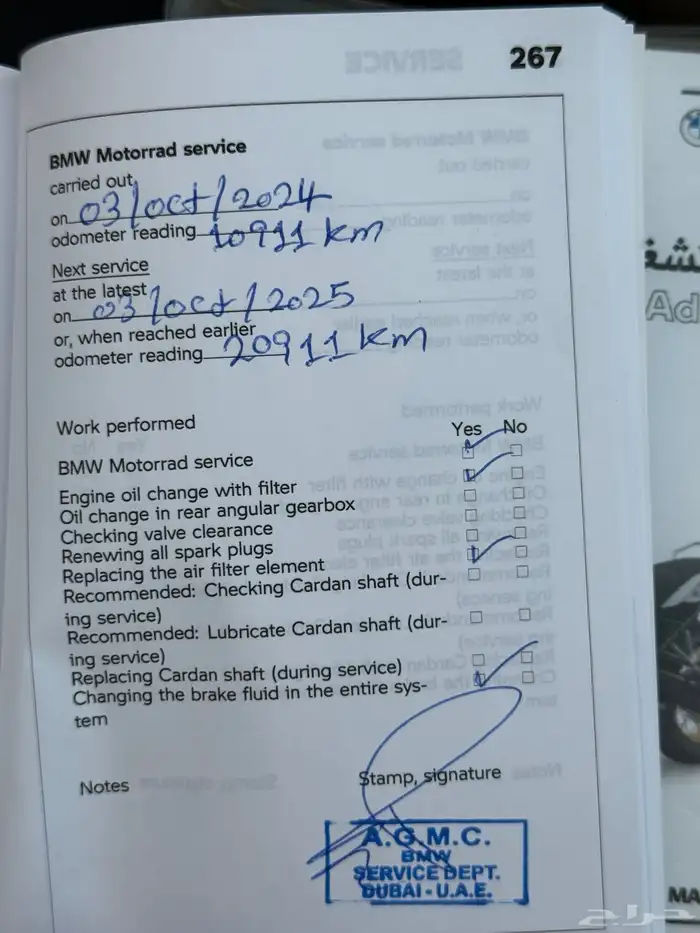 267
BMW Motorrad service
carried out
on 03/oct/2024
odometer reading 10911 km
Next service
at the latest
on 03/oct/2025
or, when reached earlier
odometer reading 20911 km
Work performed
Yes No
BMW Motorrad service
Engine oil change with filter
Oil change in rear angular gearbox
Checking valve clearance
Renewing all spark plugs
Replacing the air filter element
Recommended: Checking Cardan shaft (dur-
ing service)
Recommended: Lubricate Cardan shaft (dur-
ing service)
Replacing Cardan shaft (during service)
Changing the brake fluid in the entire sys-
tem
Notes
Stamp, signature
A.G.M.C.
BMW
SERVICE DEPT.
DUBAI - U.A.E.
Ad
MA
حراج